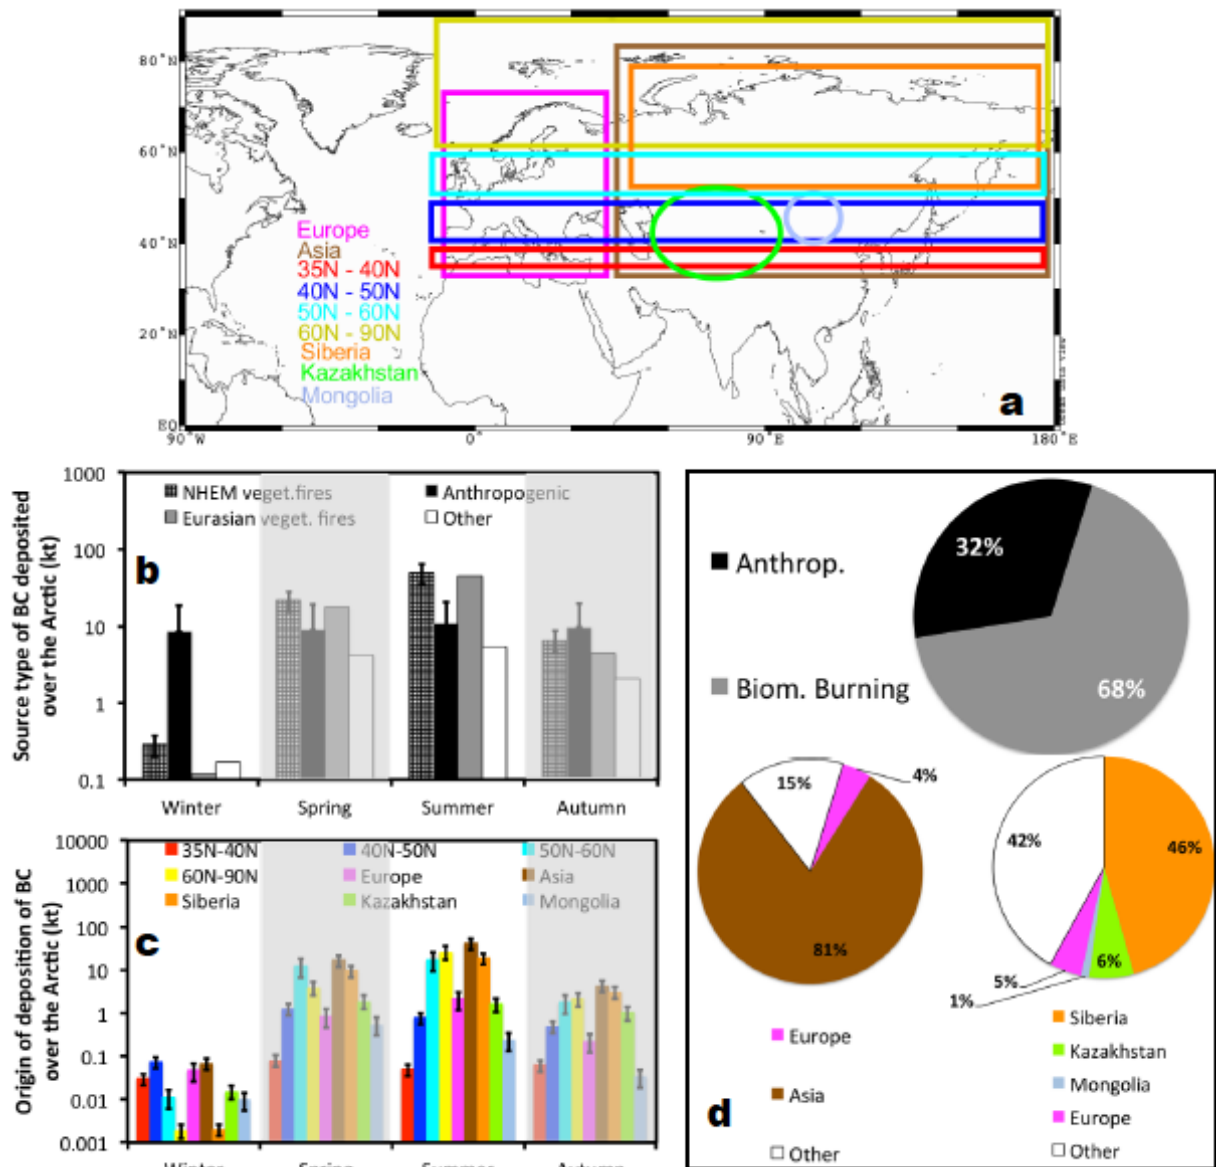 80°N
60°N
40°N
20°N
EQ
90°W
0°
90°E
180°E
Europe
Asia
35N - 40N
40N - 50N
50N - 60N
60N - 90N
Siberia
Kazakhstan
Mongolia
a
Source type of BC deposited
over the Arctic (kt)
1000
100
10
1
0.1
NHEM veget.fires
Anthropogenic
Eurasian veget. fires
Other
b
Winter
Spring
Summer
Autumn
Origin of deposition of BC
over the Arctic (kt)
10000
1000
100
10
1
0.1
0.01
0.001
35N-40N
40N-50N
50N-60N
60N-90N
Europe
Asia
Siberia
Kazakhstan
Mongolia
c
Winter
Spring
Summer
Autumn
Anthrop.
Biom. Burning
32%
68%
15%
4%
81%
42%
46%
5%
1%
6%
Europe
Asia
Other
Siberia
Kazakhstan
Mongolia
Europe
Other
d